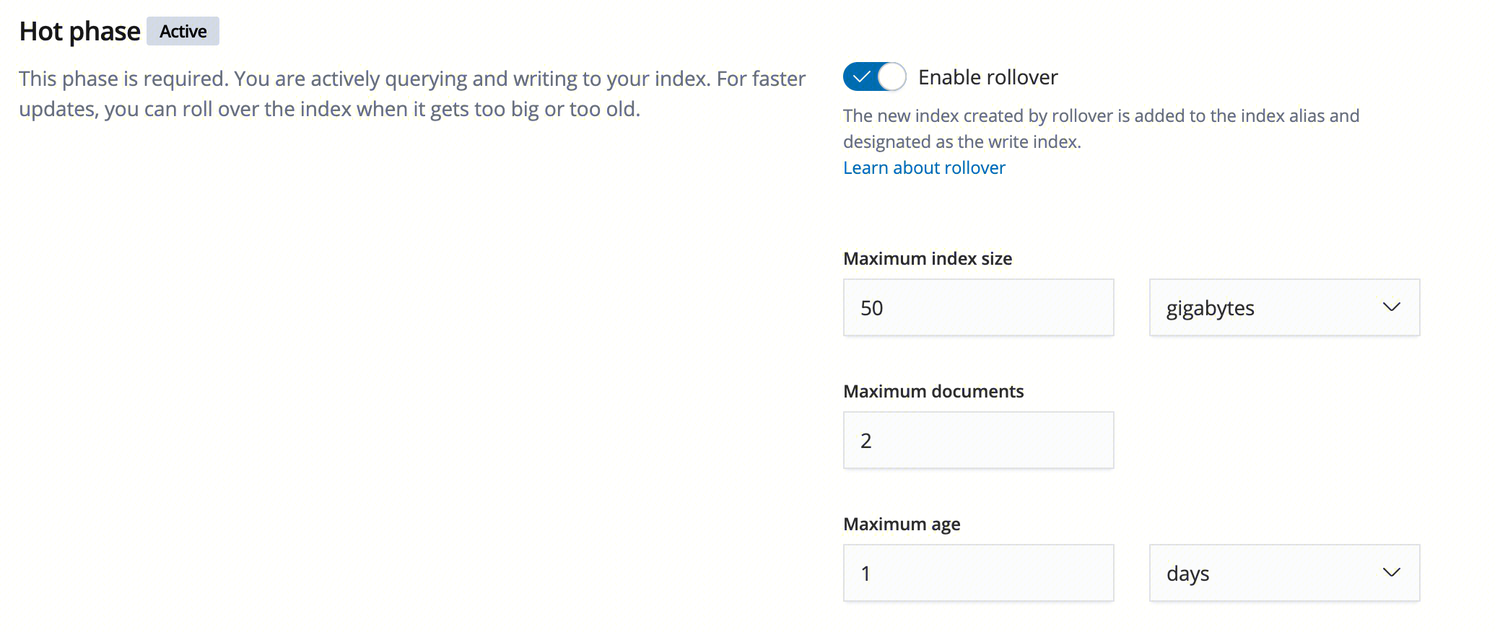 Hot phase Active
This phase is required. You are actively querying and writing to your index. For faster
updates, you can roll over the index when it gets too big or too old.
Enable rollover
The new index created by rollover is added to the index alias and
designated as the write index.
Learn about rollover
Maximum index size
50 gigabytes
Maximum documents
2
Maximum age
1 days